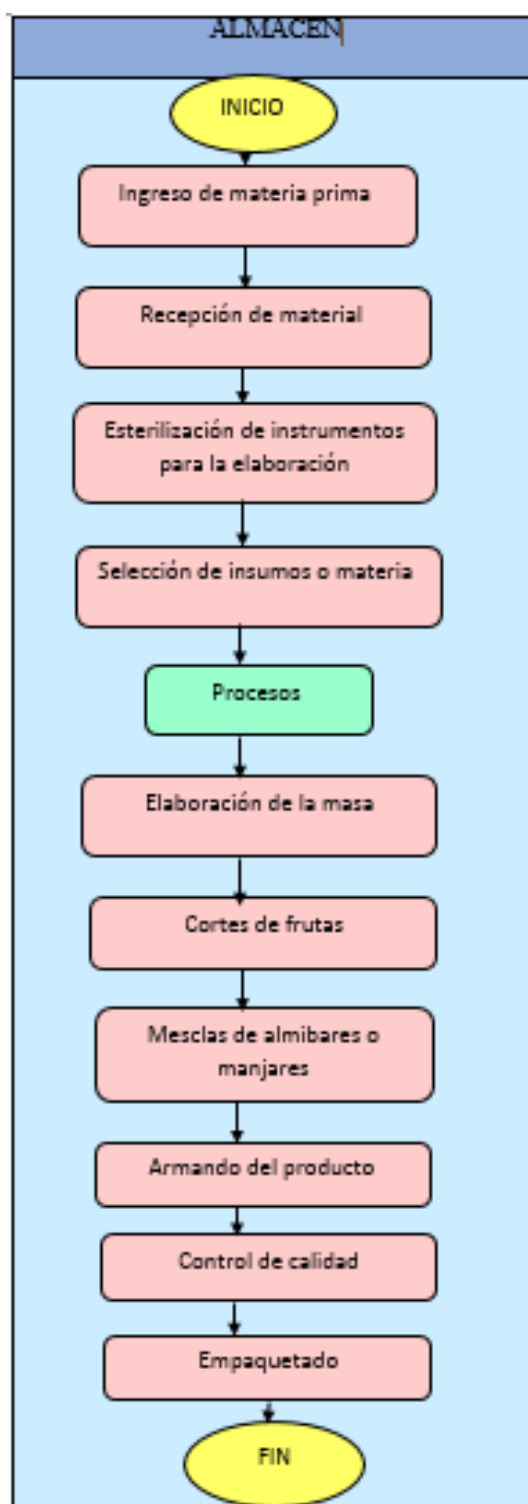 ALMACEN
INICIO
Ingreso de materia prima
Recepción de material
Esterilización de instrumentos
para la elaboración
Selección de insumos o materia
Procesos
Elaboración de la masa
Cortes de frutas
Mesclas de almibares o
manjares
Armando del producto
Control de calidad
Empaquetado
FIN